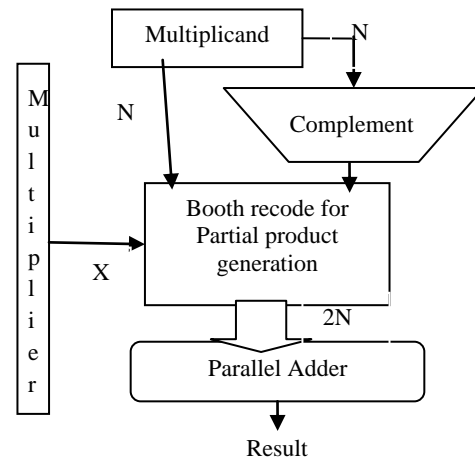 Multiplicand
N
Multiplier
N
Complement
Booth recode for
Partial product
generation
X
2N
Parallel Adder
Result